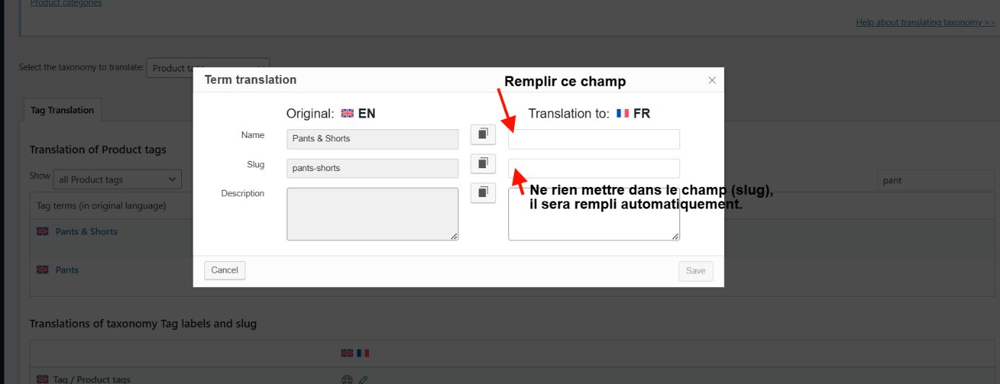 Product categories
Help about translating taxonomy >>
Select the taxonomy to translate: Product
Term translation
Remplir ce champ
Tag Translation
Original: EN
Translation to: FR
Name
Pants & Shorts
Slug
pants-shorts
Description
Ne rien mettre dans le champ (slug),
il sera rempli automatiquement.
Translation of Product tags
Show all Product tags
pant
Tag terms (in original language)
Pants & Shorts
Pants
Cancel
Save
Translations of taxonomy Tag labels and slug
Tag / Product tags